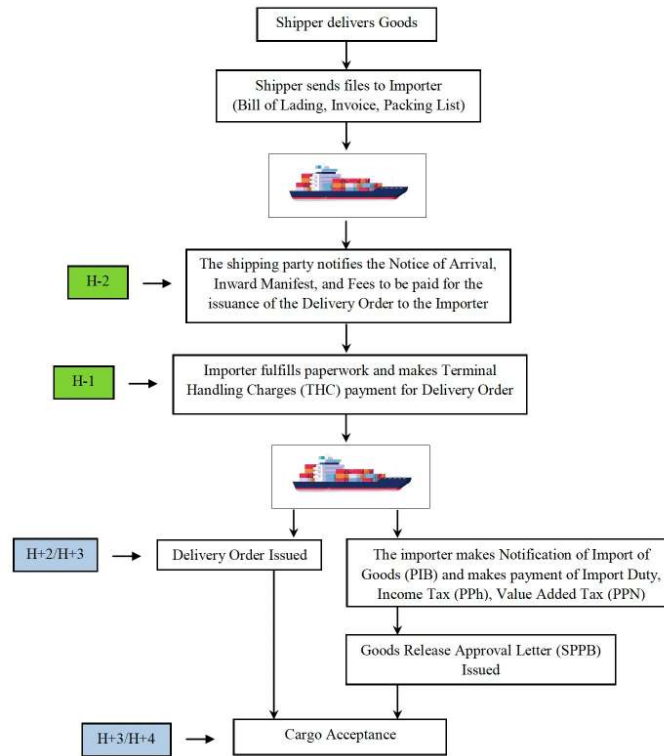 Shipper delivers Goods
Shipper sends files to Importer
(Bill of Lading, Invoice, Packing List)
H-2
The shipping party notifies the Notice of Arrival,
Inward Manifest, and Fees to be paid for the
issuance of the Delivery Order to the Importer
H-1
Importer fulfills paperwork and makes Terminal
Handling Charges (THC) payment for Delivery Order
H+2/H+3
Delivery Order Issued
The importer makes Notification of Import of
Goods (PIB) and makes payment of Import Duty,
Income Tax (PPh), Value Added Tax (PPN)
Goods Release Approval Letter (SPPB)
Issued
H+3/H+4
Cargo Acceptance